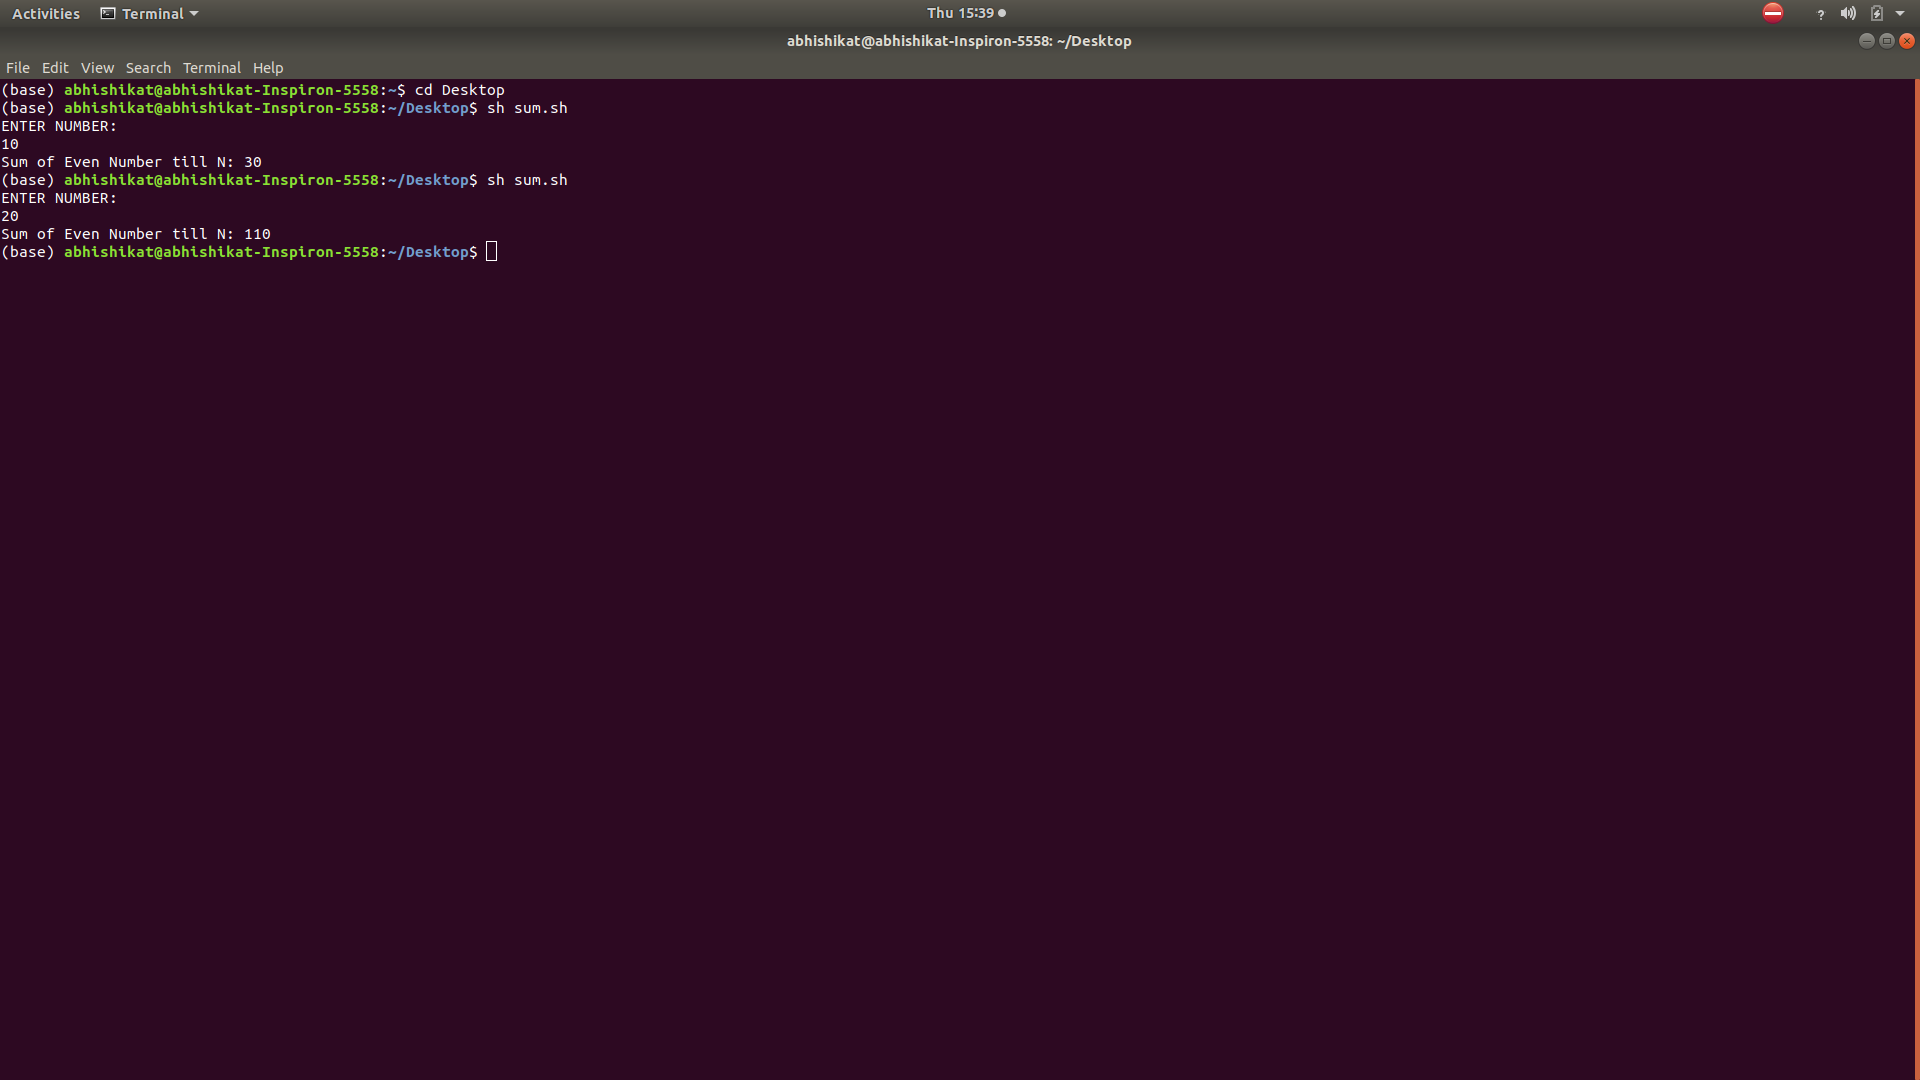 Activities Terminal Thu 15:39 ?
abhishikat@abhishikat-Inspiron-5558: ~/Desktop
File Edit View Search Terminal Help
(base) abhishikat@abhishikat-Inspiron-5558:~$ cd Desktop
(base) abhishikat@abhishikat-Inspiron-5558:~/Desktop$ sh sum.sh
ENTER NUMBER:
10
Sum of Even Number till N: 30
(base) abhishikat@abhishikat-Inspiron-5558:~/Desktop$ sh sum.sh
ENTER NUMBER:
20
Sum of Even Number till N: 110
(base) abhishikat@abhishikat-Inspiron-5558:~/Desktop$